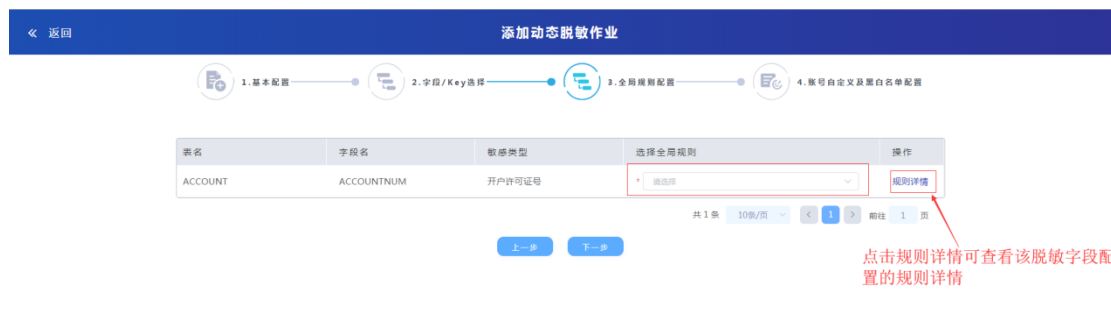 « 返回
添加动态脱敏作业
1.基本配置 2.字段/Key选择 3.全局规则配置 4.账号自定义及黑白名单配置
表名 字段名 敏感类型 选择全局规则 操作
ACCOUNT ACCOUNTNUM 开户许可证号 * 请选择 规则详情
共 1 条 10条/页 < 1 > 前往 1 页
上一步 下一步
点击规则详情可查看该脱敏字段配
置的规则详情